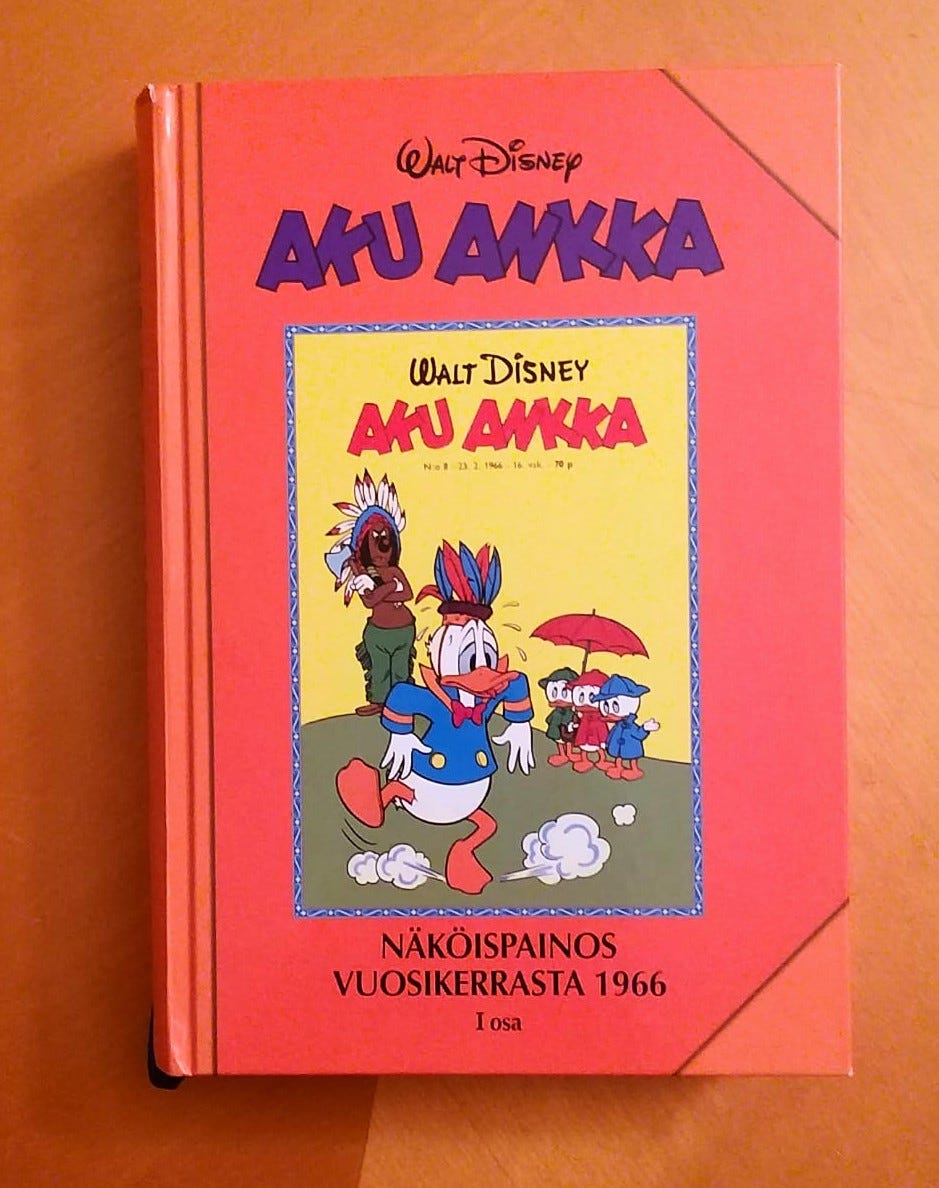 WALT DISNEY
AKU ANKKA
WALT DISNEY
AKU ANKKA
N:o 8 - 23. 2. 1966 - 16. vsk. - 70 p
NÄKÖISPAINOS
VUOSIKERRASTA 1966
I osa